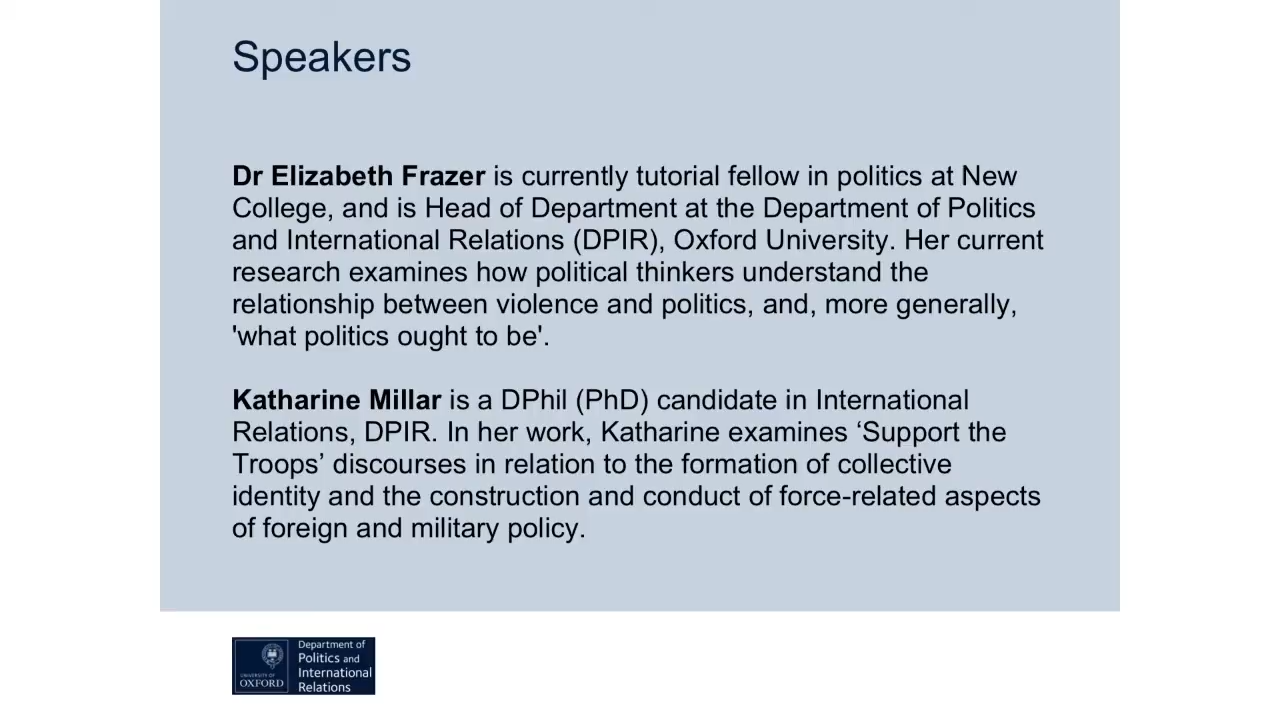 Speakers
Dr Elizabeth Frazer is currently tutorial fellow in politics at New
College, and is Head of Department at the Department of Politics
and International Relations (DPIR), Oxford University. Her current
research examines how political thinkers understand the
relationship between violence and politics, and, more generally,
'what politics ought to be'.
Katharine Millar is a DPhil (PhD) candidate in International
Relations, DPIR. In her work, Katharine examines ‘Support the
Troops’ discourses in relation to the formation of collective
identity and the construction and conduct of force-related aspects
of foreign and military policy.
UNIVERSITY OF
OXFORD
Department of
Politics and
International
Relations